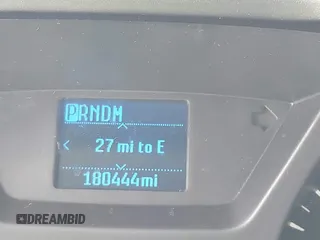 PRNDM
27 mi to E
180444mi
DREAMBID